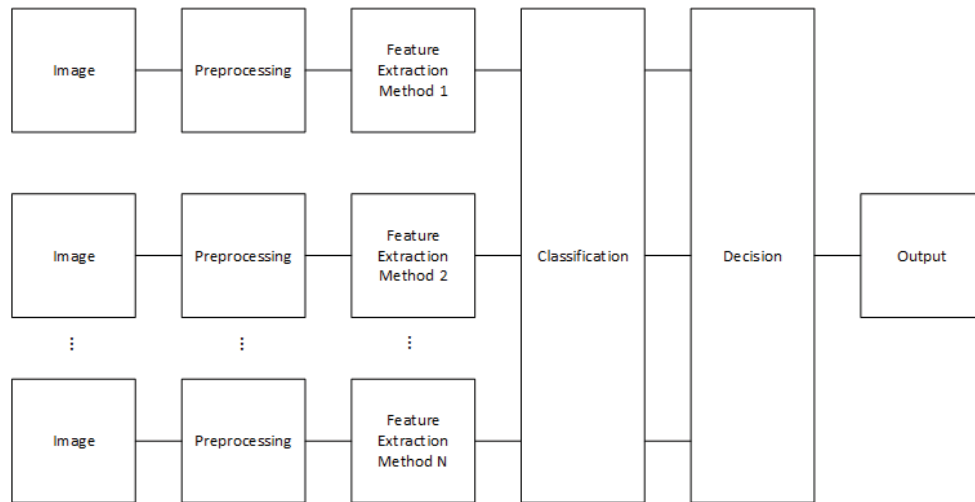 Image
Preprocessing
Feature
Extraction
Method 1
Image
Preprocessing
Feature
Extraction
Method 2
Classification
Decision
Output
⋮
⋮
⋮
Image
Preprocessing
Feature
Extraction
Method N